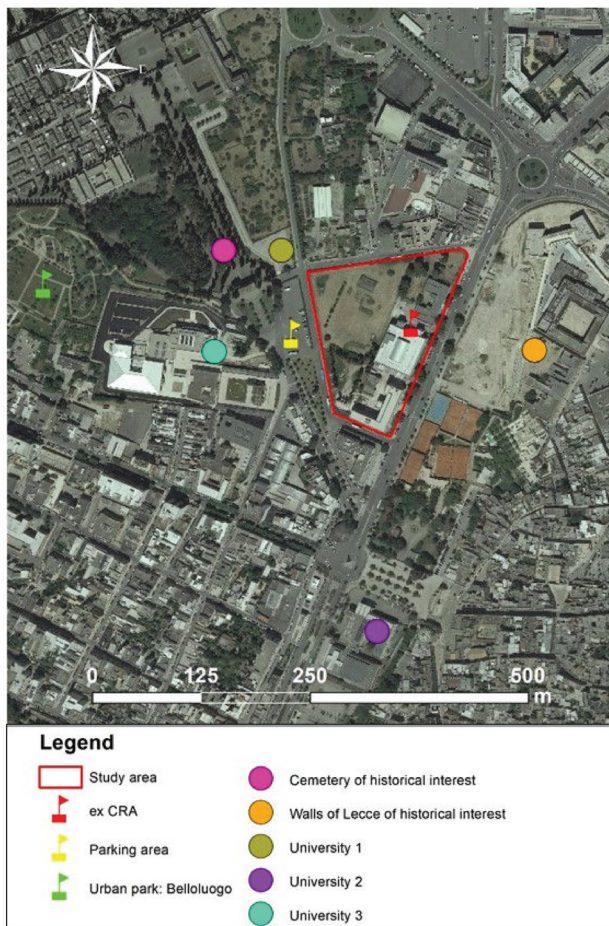 N
W E
S
0 125 250 500
m
Legend
Study area
ex CRA
Parking area
Urban park: Belloluogo
Cemetery of historical interest
Walls of Lecce of historical interest
University 1
University 2
University 3